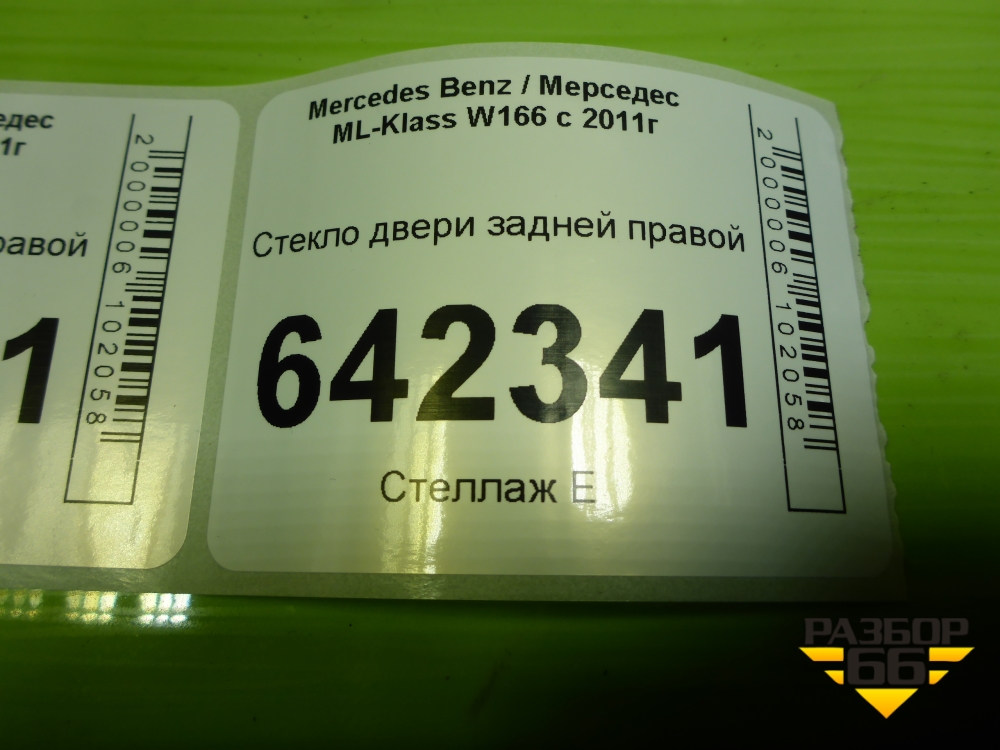 едес
1г
равой
1
2000006102058
Mercedes Benz / Мерседес
ML-Klass W166 с 2011г
Стекло двери задней правой
642341
Стеллаж Е
2000006102058
РАЗБОР
66